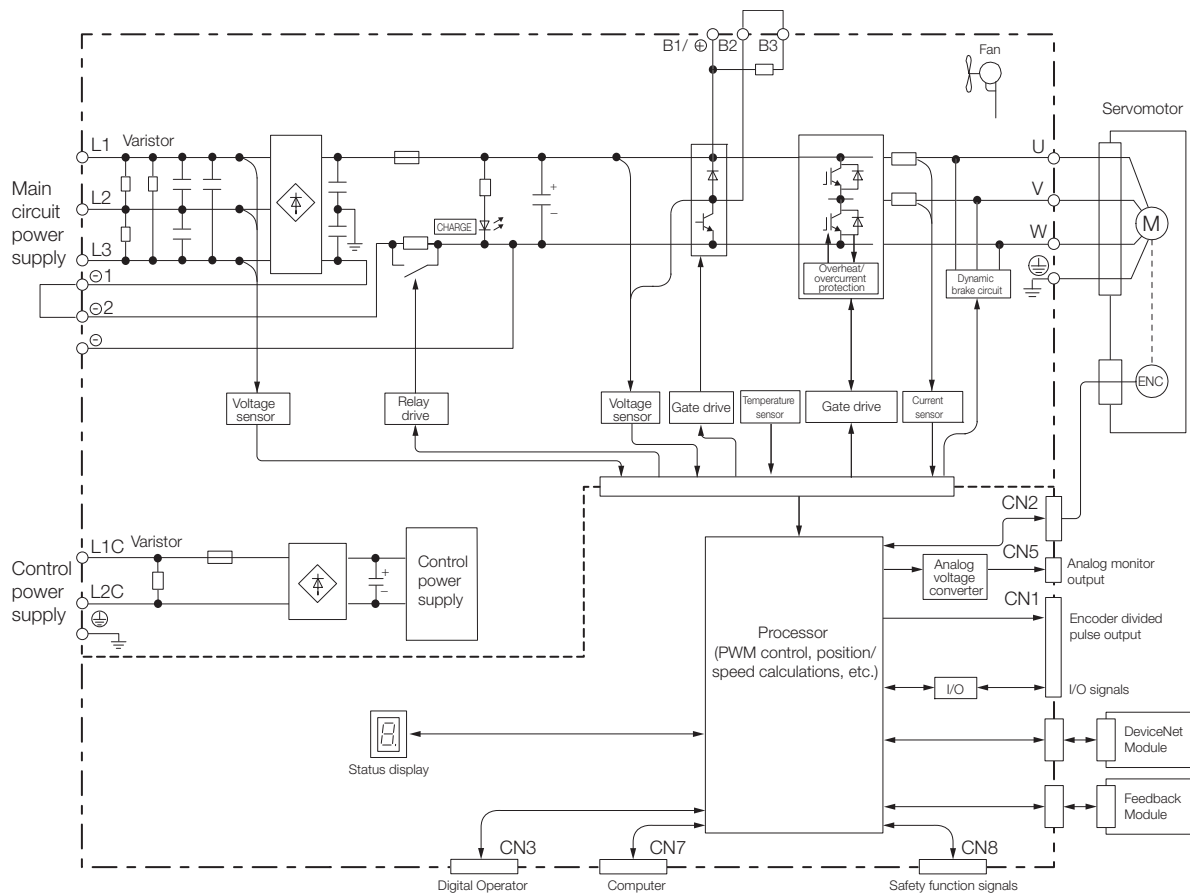 B1/ ⊕ B2 B3
Fan
Servomotor
L1 Varistor
U
Main
circuit
power
supply
L2
V
L3
W
M
CHARGE
+
–
⊖1
⊖2
⊖
Overheat/
overcurrent
protection
Dynamic
brake circuit
ENC
Voltage
sensor
Relay
drive
Voltage
sensor
Gate drive
Temperature
sensor
Gate drive
Current
sensor
CN2
L1C Varistor
Control
power
supply
L2C
+
–
Control
power
supply
Analog
voltage
converter
CN5
Analog monitor
output
CN1
Encoder divided
pulse output
Processor
(PWM control, position/
speed calculations, etc.)
I/O
I/O signals
8.
Status display
DeviceNet
Module
Feedback
Module
CN3
CN7
CN8
Digital Operator
Computer
Safety function signals